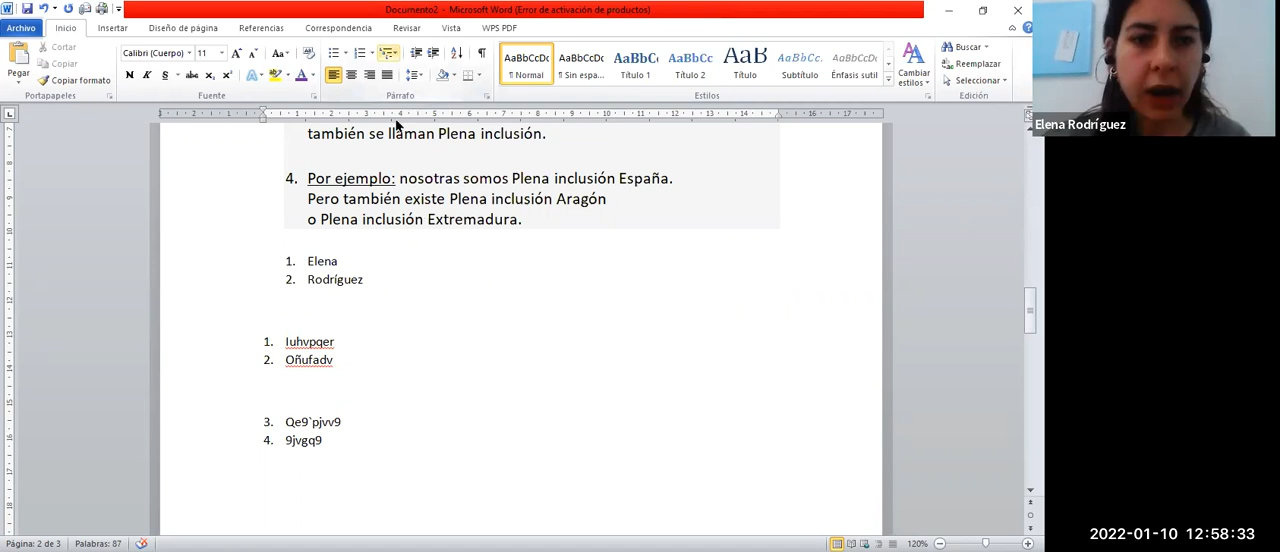 Documento2 - Microsoft Word (Error de activación de productos)
Archivo Inicio Insertar Diseño de página Referencias Correspondencia Revisar Vista WPS PDF
Pegar
Cortar
Copiar
Copiar formato
Portapapeles
Calibri (Cuerpo) 11
Fuente
Párrafo
AaBbCcDc AaBbCcDc AaBbC AaBbCc AaB AaBbCc. AaBbCcDc
¶ Normal ¶ Sin espa... Título 1 Título 2 Título Subtítulo Énfasis sutil
Cambiar estilos
Estilos
Buscar
Reemplazar
Seleccionar
Edición
Elena Rodríguez
también se llaman Plena inclusión.
4. Por ejemplo: nosotras somos Plena inclusión España.
Pero también existe Plena inclusión Aragón
o Plena inclusión Extremadura.
1. Elena
2. Rodríguez
1. Iuhvpqer
2. Oñufadv
3. Qe9`pjvv9
4. 9jvgq9
Página: 2 de 3 Palabras: 87
120%
2022-01-10 12:58:33